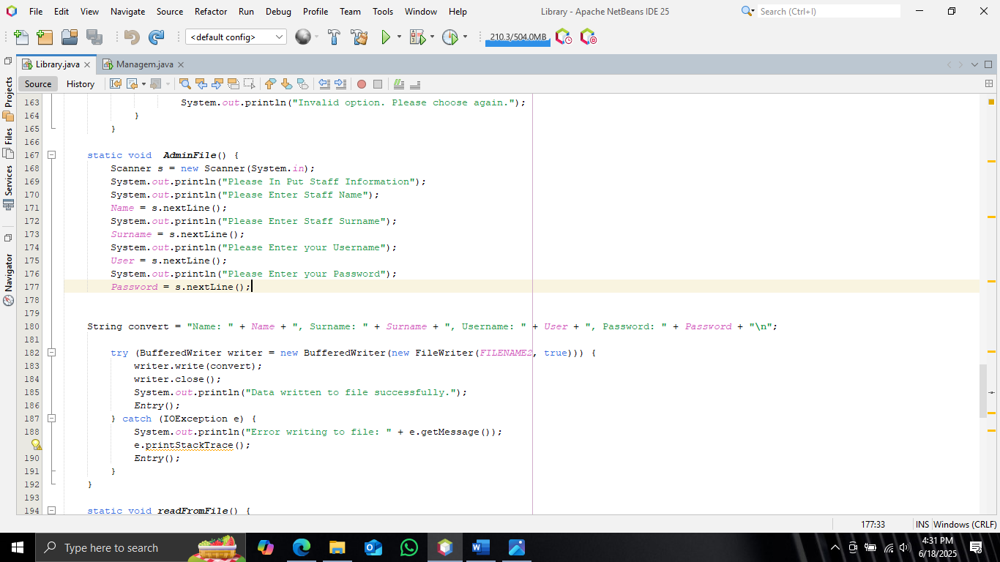 File Edit View Navigate Source Refactor Run Debug Profile Team Tools Window Help Library - Apache NetBeans IDE 25 Search (Ctrl+I)
<default config> 210.3/504.0MB
Library.java Managem.java
Source History
Projects
Files
Services
Navigator
163 System.out.println("Invalid option. Please choose again.");
164 }
165 }
166
167 static void  AdminFile() {
168 Scanner s = new Scanner(System.in);
169 System.out.println("Please In Put Staff Information");
170 System.out.println("Please Enter Staff Name");
171 Name = s.nextLine();
172 System.out.println("Please Enter Staff Surname");
173 Surname = s.nextLine();
174 System.out.println("Please Enter your Username");
175 User = s.nextLine();
176 System.out.println("Please Enter your Password");
177 Password = s.nextLine();
178
179
180 String convert = "Name: " + Name + ", Surname: " + Surname + ", Username: " + User + ", Password: " + Password + "\n";
181
182 try (BufferedWriter writer = new BufferedWriter(new FileWriter(FILENAME2, true))) {
183 writer.write(convert);
184 writer.close();
185 System.out.println("Data written to file successfully.");
186 Entry();
187 } catch (IOException e) {
188 System.out.println("Error writing to file: " + e.getMessage());
e.printStackTrace();
190 Entry();
191 }
192 }
193
194 static void readFromFile() {
177:33 INS Windows (CRLF)
Type here to search
4:31 PM
6/18/2025